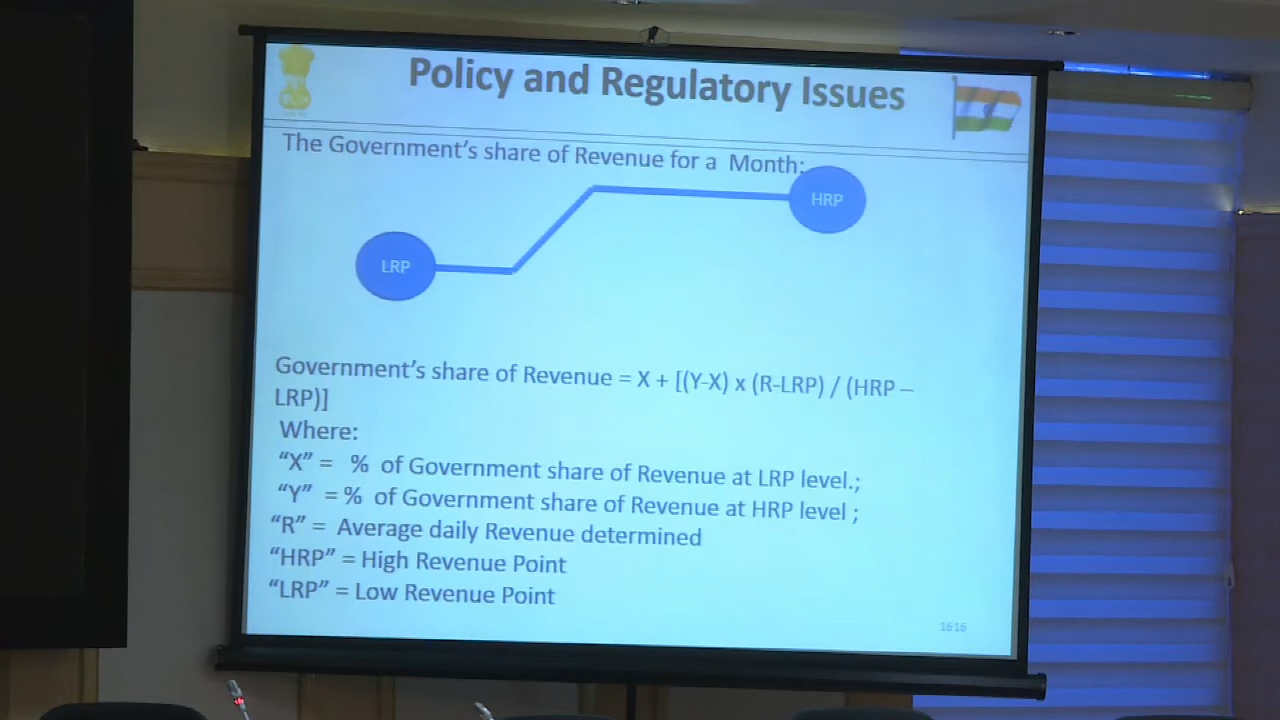 Policy and Regulatory Issues
The Government's share of Revenue for a Month:
HRP
LRP
Government's share of Revenue = X + [(Y-X) x (R-LRP) / (HRP –
LRP)]
Where:
“X” = % of Government share of Revenue at LRP level.;
“Y” = % of Government share of Revenue at HRP level ;
“R” = Average daily Revenue determined
“HRP” = High Revenue Point
“LRP” = Low Revenue Point
1616